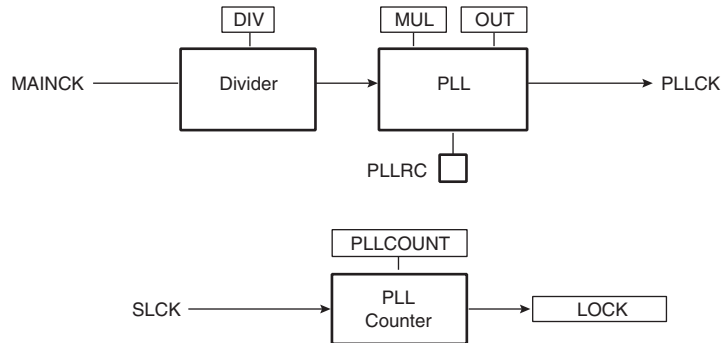 DIV
MUL
OUT
MAINCK
Divider
PLL
PLLCK
PLLRC
PLLCOUNT
SLCK
PLL
Counter
LOCK